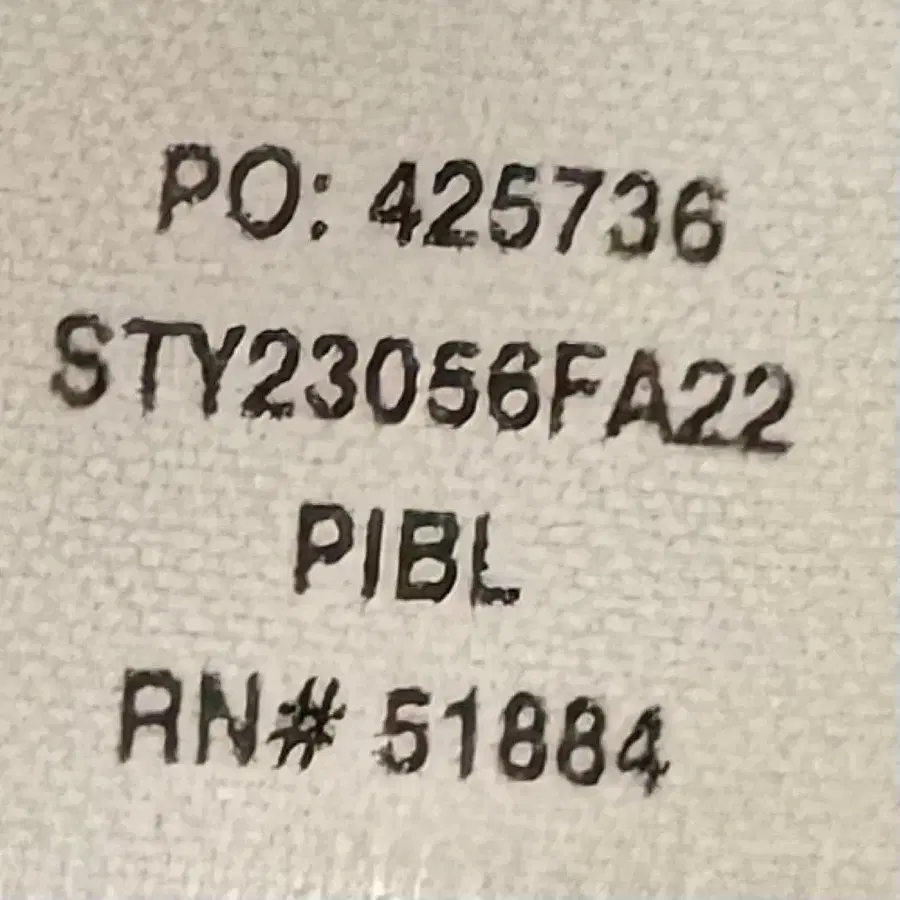 PO: 425736
STY23056FA22
PIBL
RN# 51884